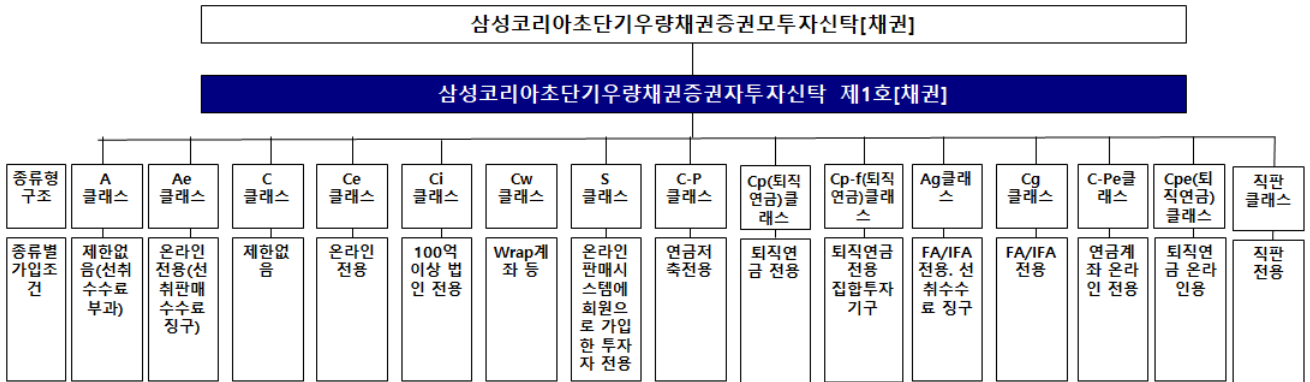 삼성코리아초단기우량채권증권모투자신탁[채권]
삼성코리아초단기우량채권증권자투자신탁 제1호[채권]
종류형
구조
A
클래스
Ae
클래스
C
클래스
Ce
클래스
Ci
클래스
Cw
클래스
S
클래스
C-P
클래스
Cp(퇴직
연금)클
래스
Cp-f(퇴직
연금)클래
스
Ag클래
스
Cg
클래스
C-Pe클
래스
Cpe(퇴
직연금)
클래스
직판
클래스
종류별
가입조
건
제한없
음(선취
수수료
부과)
온라인
전용(선
취판매
수수료
징구)
제한없
음
온라인
전용
100억
이상 법
인 전용
Wrap계
좌 등
온라인
판매시
스템에
회원으
로 가입
한 투자
자 전용
연금저
축전용
퇴직연
금 전용
퇴직연금
전용
집합투자
기구
FA/IFA
전용. 선
취수수
료 징구
FA/IFA
전용
연금계
좌 온라
인 전용
퇴직연
금 온라
인용
직판
전용